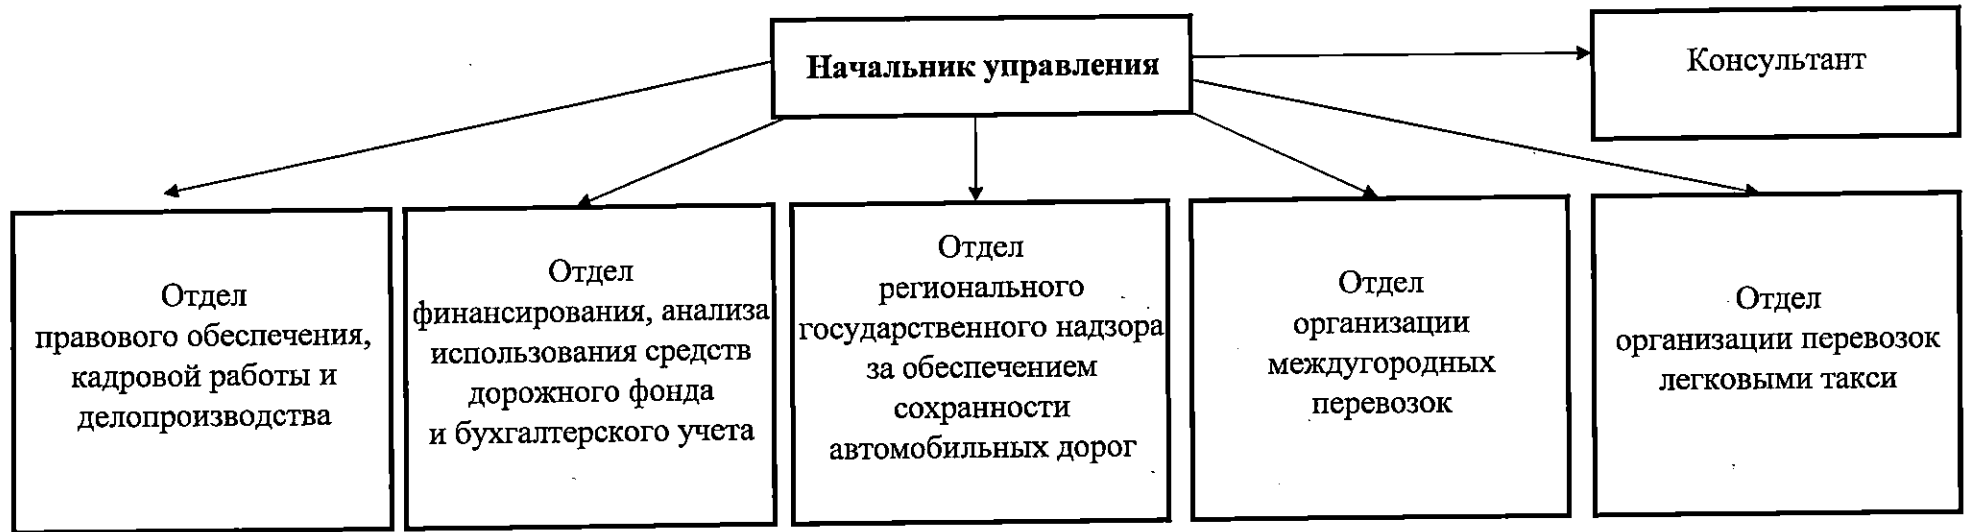 Начальник управления
Консультант
Отдел
правового обеспечения,
кадровой работы и
делопроизводства
Отдел
финансирования, анализа
использования средств
дорожного фонда
и бухгалтерского учета
Отдел
регионального
государственного надзора
за обеспечением
сохранности
автомобильных дорог
Отдел
организации
междугородных
перевозок
Отдел
организации перевозок
легковыми такси